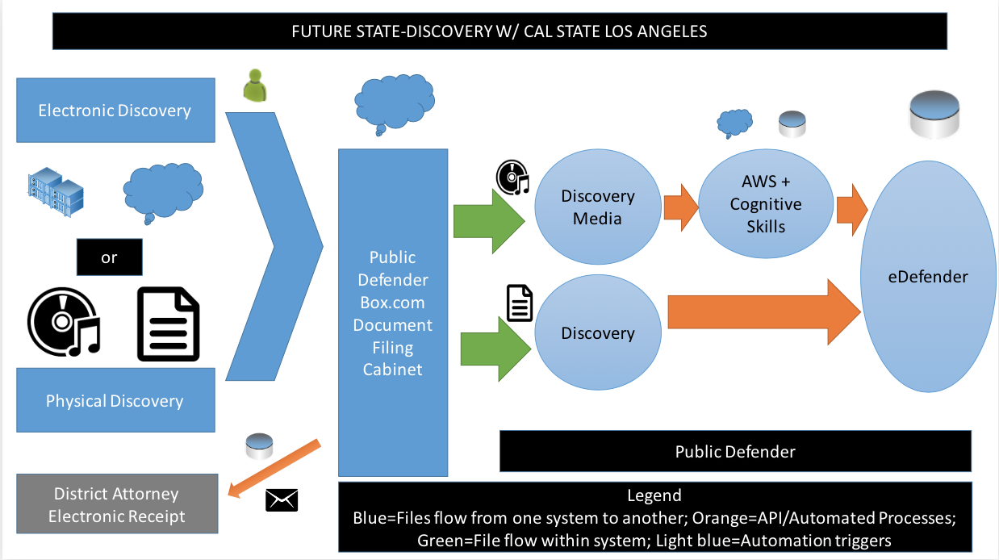 FUTURE STATE-DISCOVERY W/ CAL STATE LOS ANGELES
Electronic Discovery
or
Physical Discovery
District Attorney
Electronic Receipt
Public
Defender
Box.com
Document
Filing
Cabinet
Discovery
Media
AWS +
Cognitive
Skills
Discovery
eDefender
Public Defender
Legend
Blue=Files flow from one system to another; Orange=API/Automated Processes;
Green=File flow within system; Light blue=Automation triggers